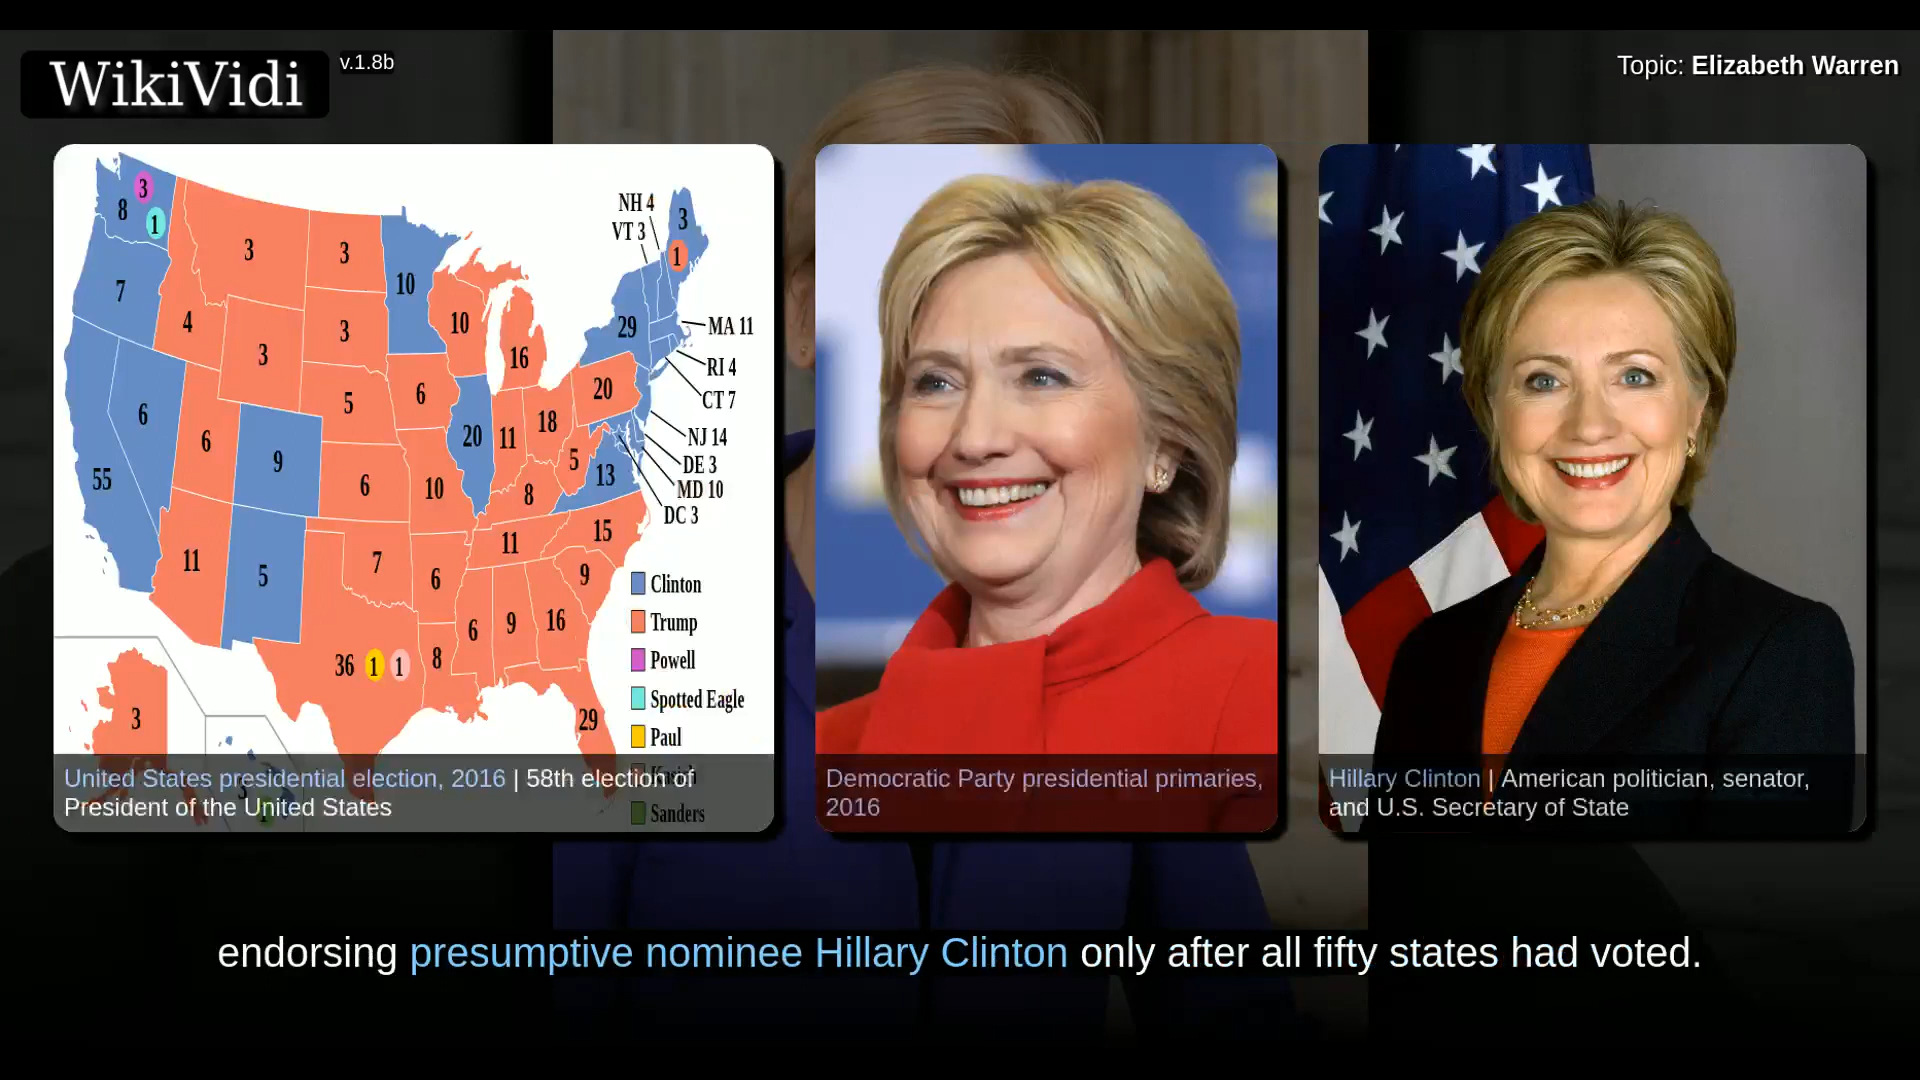 WikiVidi
v.1.8b
Topic: Elizabeth Warren
3
8
1
3
3
10
NH 4
VT 3
3
1
7
4
3
3
10
16
29
MA 11
RI 4
CT 7
6
6
9
5
6
20
11
18
20
NJ 14
55
6
10
8
5
13
DE 3
MD 10
DC 3
11
5
7
6
11
15
9
Clinton
Trump
Powell
Spotted Eagle
Paul
Sanders
36
1
1
8
6
9
16
29
3
United States presidential election, 2016 | 58th election of
President of the United States
Democratic Party presidential primaries,
2016
Hillary Clinton | American politician, senator,
and U.S. Secretary of State
endorsing presumptive nominee Hillary Clinton only after all fifty states had voted.